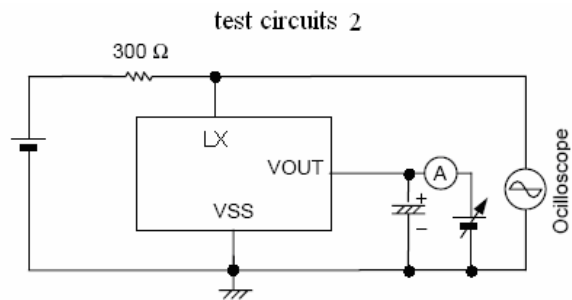 test circuits 2
300 Ω
LX
VOUT
A
VSS
+
−
Ocilloscope